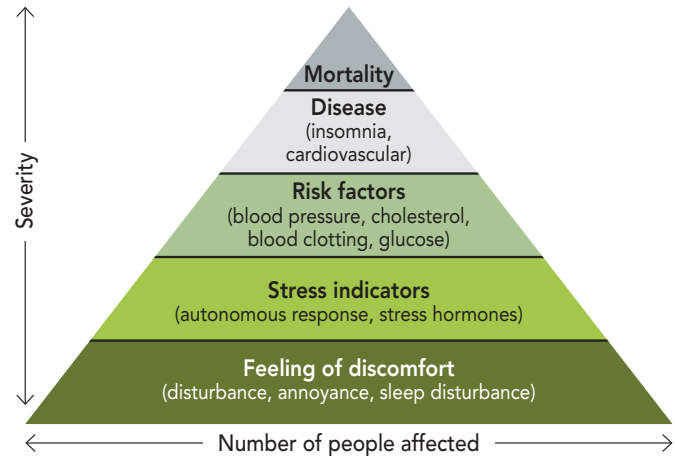 Mortality
Disease
(insomnia,
cardiovascular)
Risk factors
(blood pressure, cholesterol,
blood clotting, glucose)
Stress indicators
(autonomous response, stress hormones)
Feeling of discomfort
(disturbance, annoyance, sleep disturbance)
Severity
Number of people affected